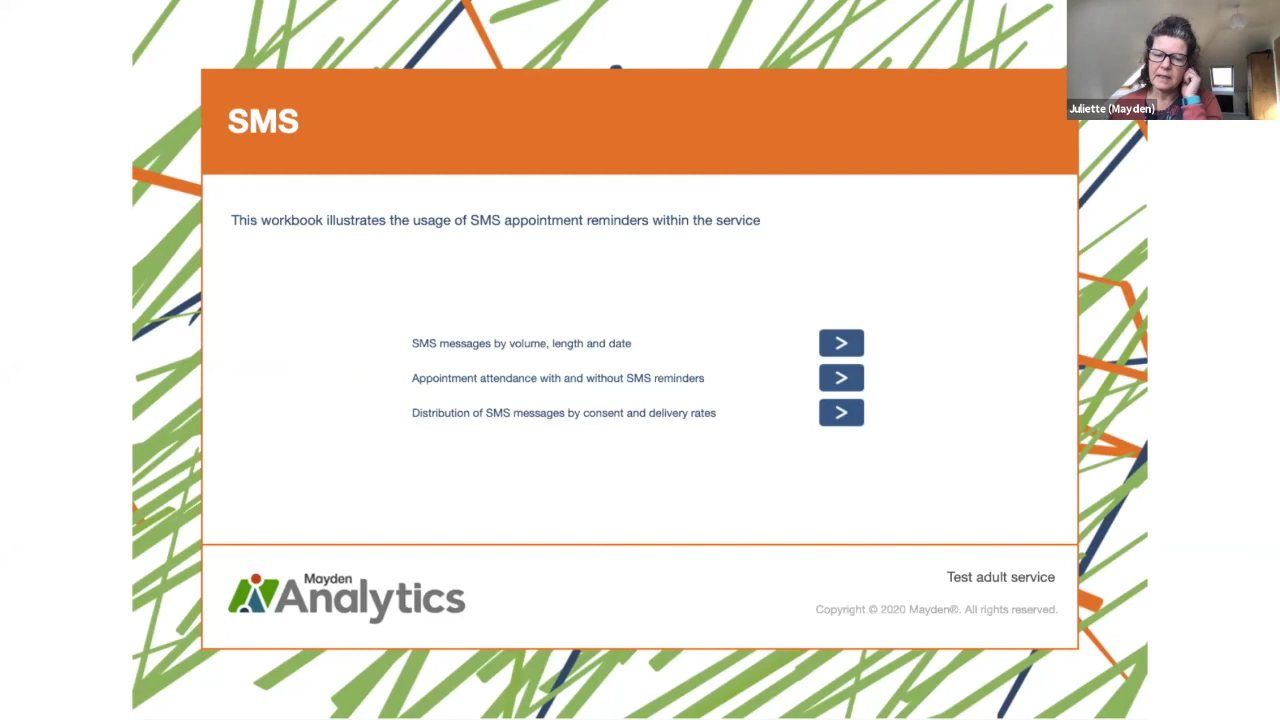 SMS
Juliette (Mayden)
This workbook illustrates the usage of SMS appointment reminders within the service
SMS messages by volume, length and date
>
Appointment attendance with and without SMS reminders
>
Distribution of SMS messages by consent and delivery rates
>
Mayden
Analytics
Test adult service
Copyright © 2020 Mayden®. All rights reserved.